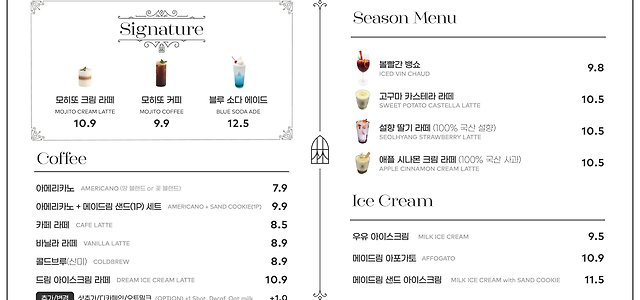 Signature
모히또 크림 라떼
MOJITO CREAM LATTE
10.9
모히또 커피
MOJITO COFFEE
9.9
블루 소다 에이드
BLUE SODA ADE
12.5
Coffee
아메리카노 AMERICANO (양 블렌드 or 꽃 블렌드) 7.9
아메리카노 + 메이드림 샌드(1P) 세트 AMERICANO + SAND COOKIE(1P) 9.9
카페 라떼 CAFE LATTE 8.5
바닐라 라떼 VANILLA LATTE 8.9
콜드브루(산미) COLDBREW 8.9
드림 아이스크림 라떼 DREAM ICE CREAM LATTE 10.9
추가/변경 샷추가/디카페인/오트밀크 (OPTION) +1 Shot, Decaf, Oat milk +1.0
Season Menu
볼빨간 뱅쇼 9.8
ICED VIN CHAUD
고구마 카스테라 라떼 10.5
SWEET POTATO CASTELLA LATTE
설향 딸기 라떼 (100% 국산 설향) 10.5
SEOLHYANG STRAWBERRY LATTE
애플 시나몬 크림 라떼 (100% 국산 사과) 10.5
APPLE CINNAMON CREAM LATTE
Ice Cream
우유 아이스크림 MILK ICE CREAM 9.5
메이드림 아포가토 AFFOGATO 10.9
메이드림 샌드 아이스크림 MILK ICE CREAM with SAND COOKIE 11.5